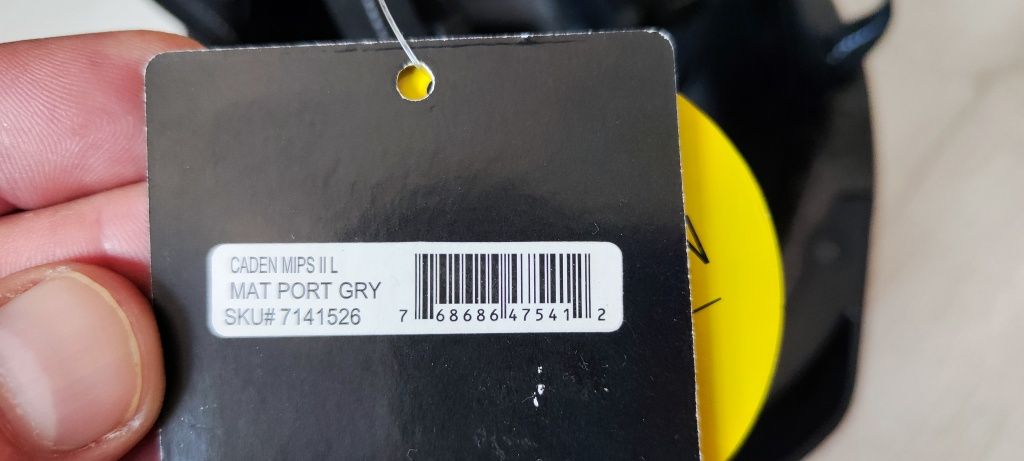 CADEN MIPS II L
MAT PORT GRY
SKU# 7141526
7 68686 47541 2